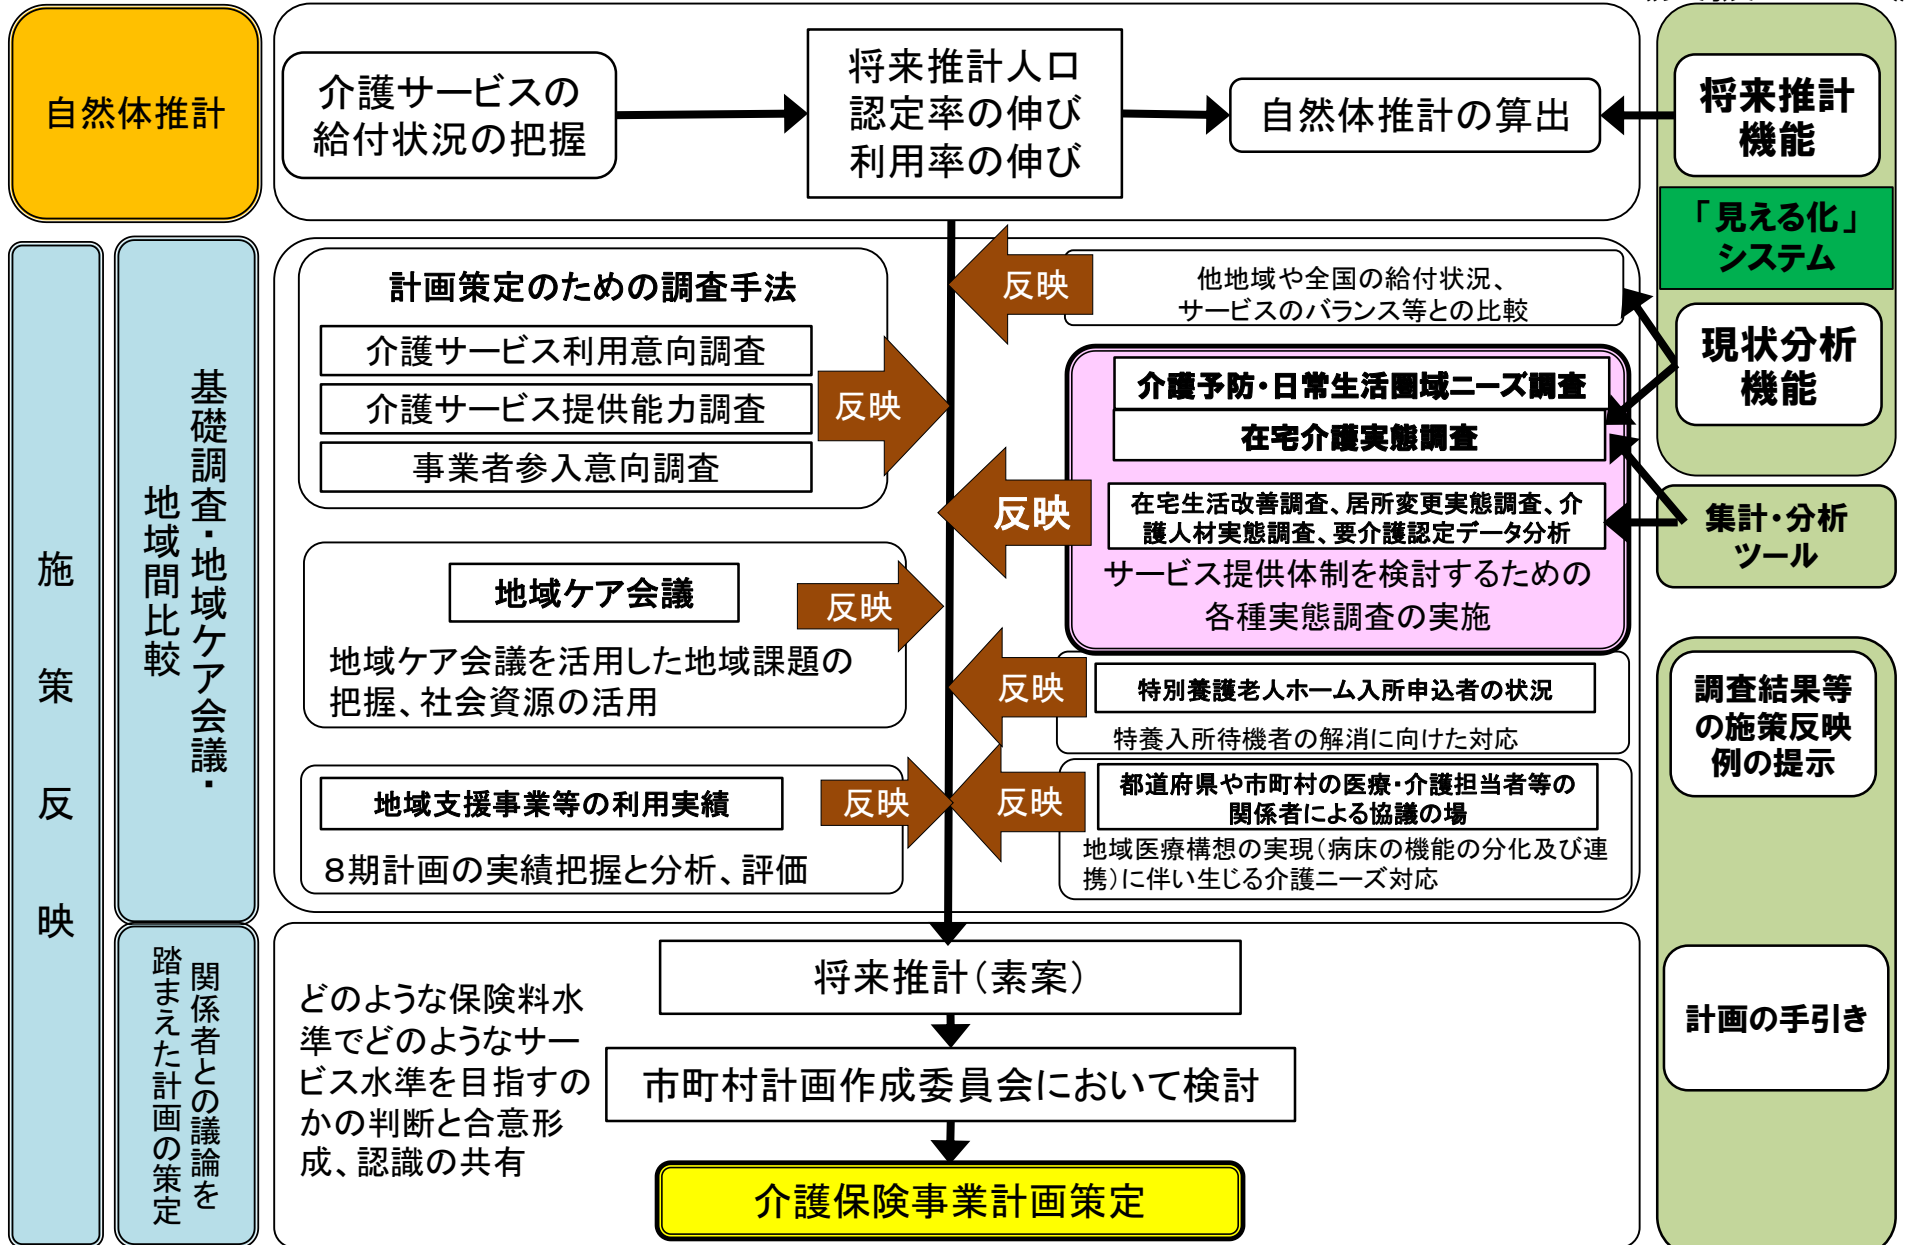 自然体推計
介護サービスの
給付状況の把握
将来推計人口
認定率の伸び
利用率の伸び
自然体推計の算出
将来推計
機能
「見える化」
システム
現状分析
機能
集計・分析
ツール
調査結果等
の施策反映
例の提示
計画の手引き
施策反映
基礎調査・地域ケア会議・
地域間比較
関係者との議論を
踏まえた計画の策定
計画策定のための調査手法
介護サービス利用意向調査
介護サービス提供能力調査
事業者参入意向調査
反映
地域ケア会議
地域ケア会議を活用した地域課題の
把握、社会資源の活用
反映
地域支援事業等の利用実績
8期計画の実績把握と分析、評価
反映
反映
他地域や全国の給付状況、
サービスのバランス等との比較
介護予防・日常生活圏域ニーズ調査
在宅介護実態調査
反映
在宅生活改善調査、居所変更実態調査、介
護人材実態調査、要介護認定データ分析
サービス提供体制を検討するための
各種実態調査の実施
反映
特別養護老人ホーム入所申込者の状況
特養入所待機者の解消に向けた対応
反映
都道府県や市町村の医療・介護担当者等の
関係者による協議の場
地域医療構想の実現(病床の機能の分化及び連
携)に伴い生じる介護ニーズ対応
どのような保険料水
準でどのようなサー
ビス水準を目指すの
かの判断と合意形
成、認識の共有
将来推計(素案)
市町村計画作成委員会において検討
介護保険事業計画策定